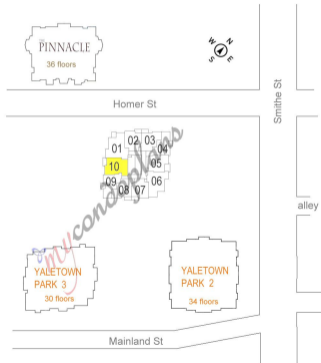 THE
PINNACLE
36 floors
N
W
E
S
Homer St
Smithe St
02 03
01 04
10 05
09 06
08 07
mycondoplans
alley
YALETOWN
PARK 3
30 floors
YALETOWN
PARK 2
34 floors
Mainland St